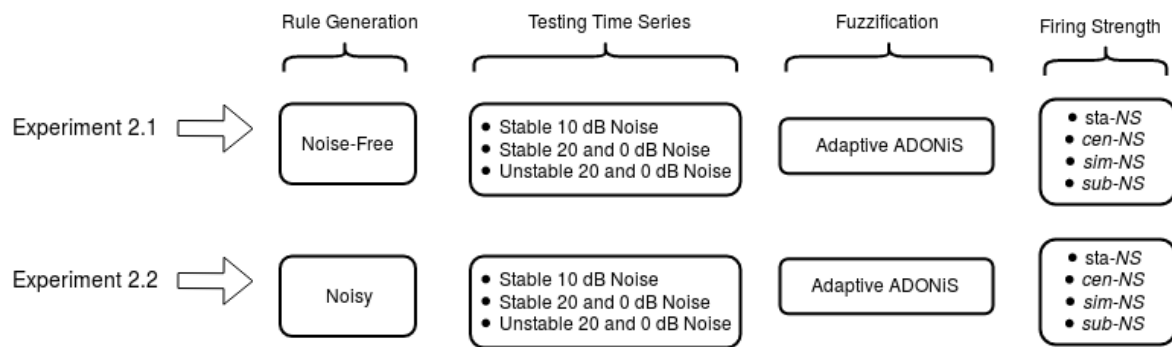 Rule Generation
Testing Time Series
Fuzzification
Firing Strength
Experiment 2.1
Noise-Free
• Stable 10 dB Noise
• Stable 20 and 0 dB Noise
• Unstable 20 and 0 dB Noise
Adaptive ADONiS
• sta-NS
• cen-NS
• sim-NS
• sub-NS
Experiment 2.2
Noisy
• Stable 10 dB Noise
• Stable 20 and 0 dB Noise
• Unstable 20 and 0 dB Noise
Adaptive ADONiS
• sta-NS
• cen-NS
• sim-NS
• sub-NS